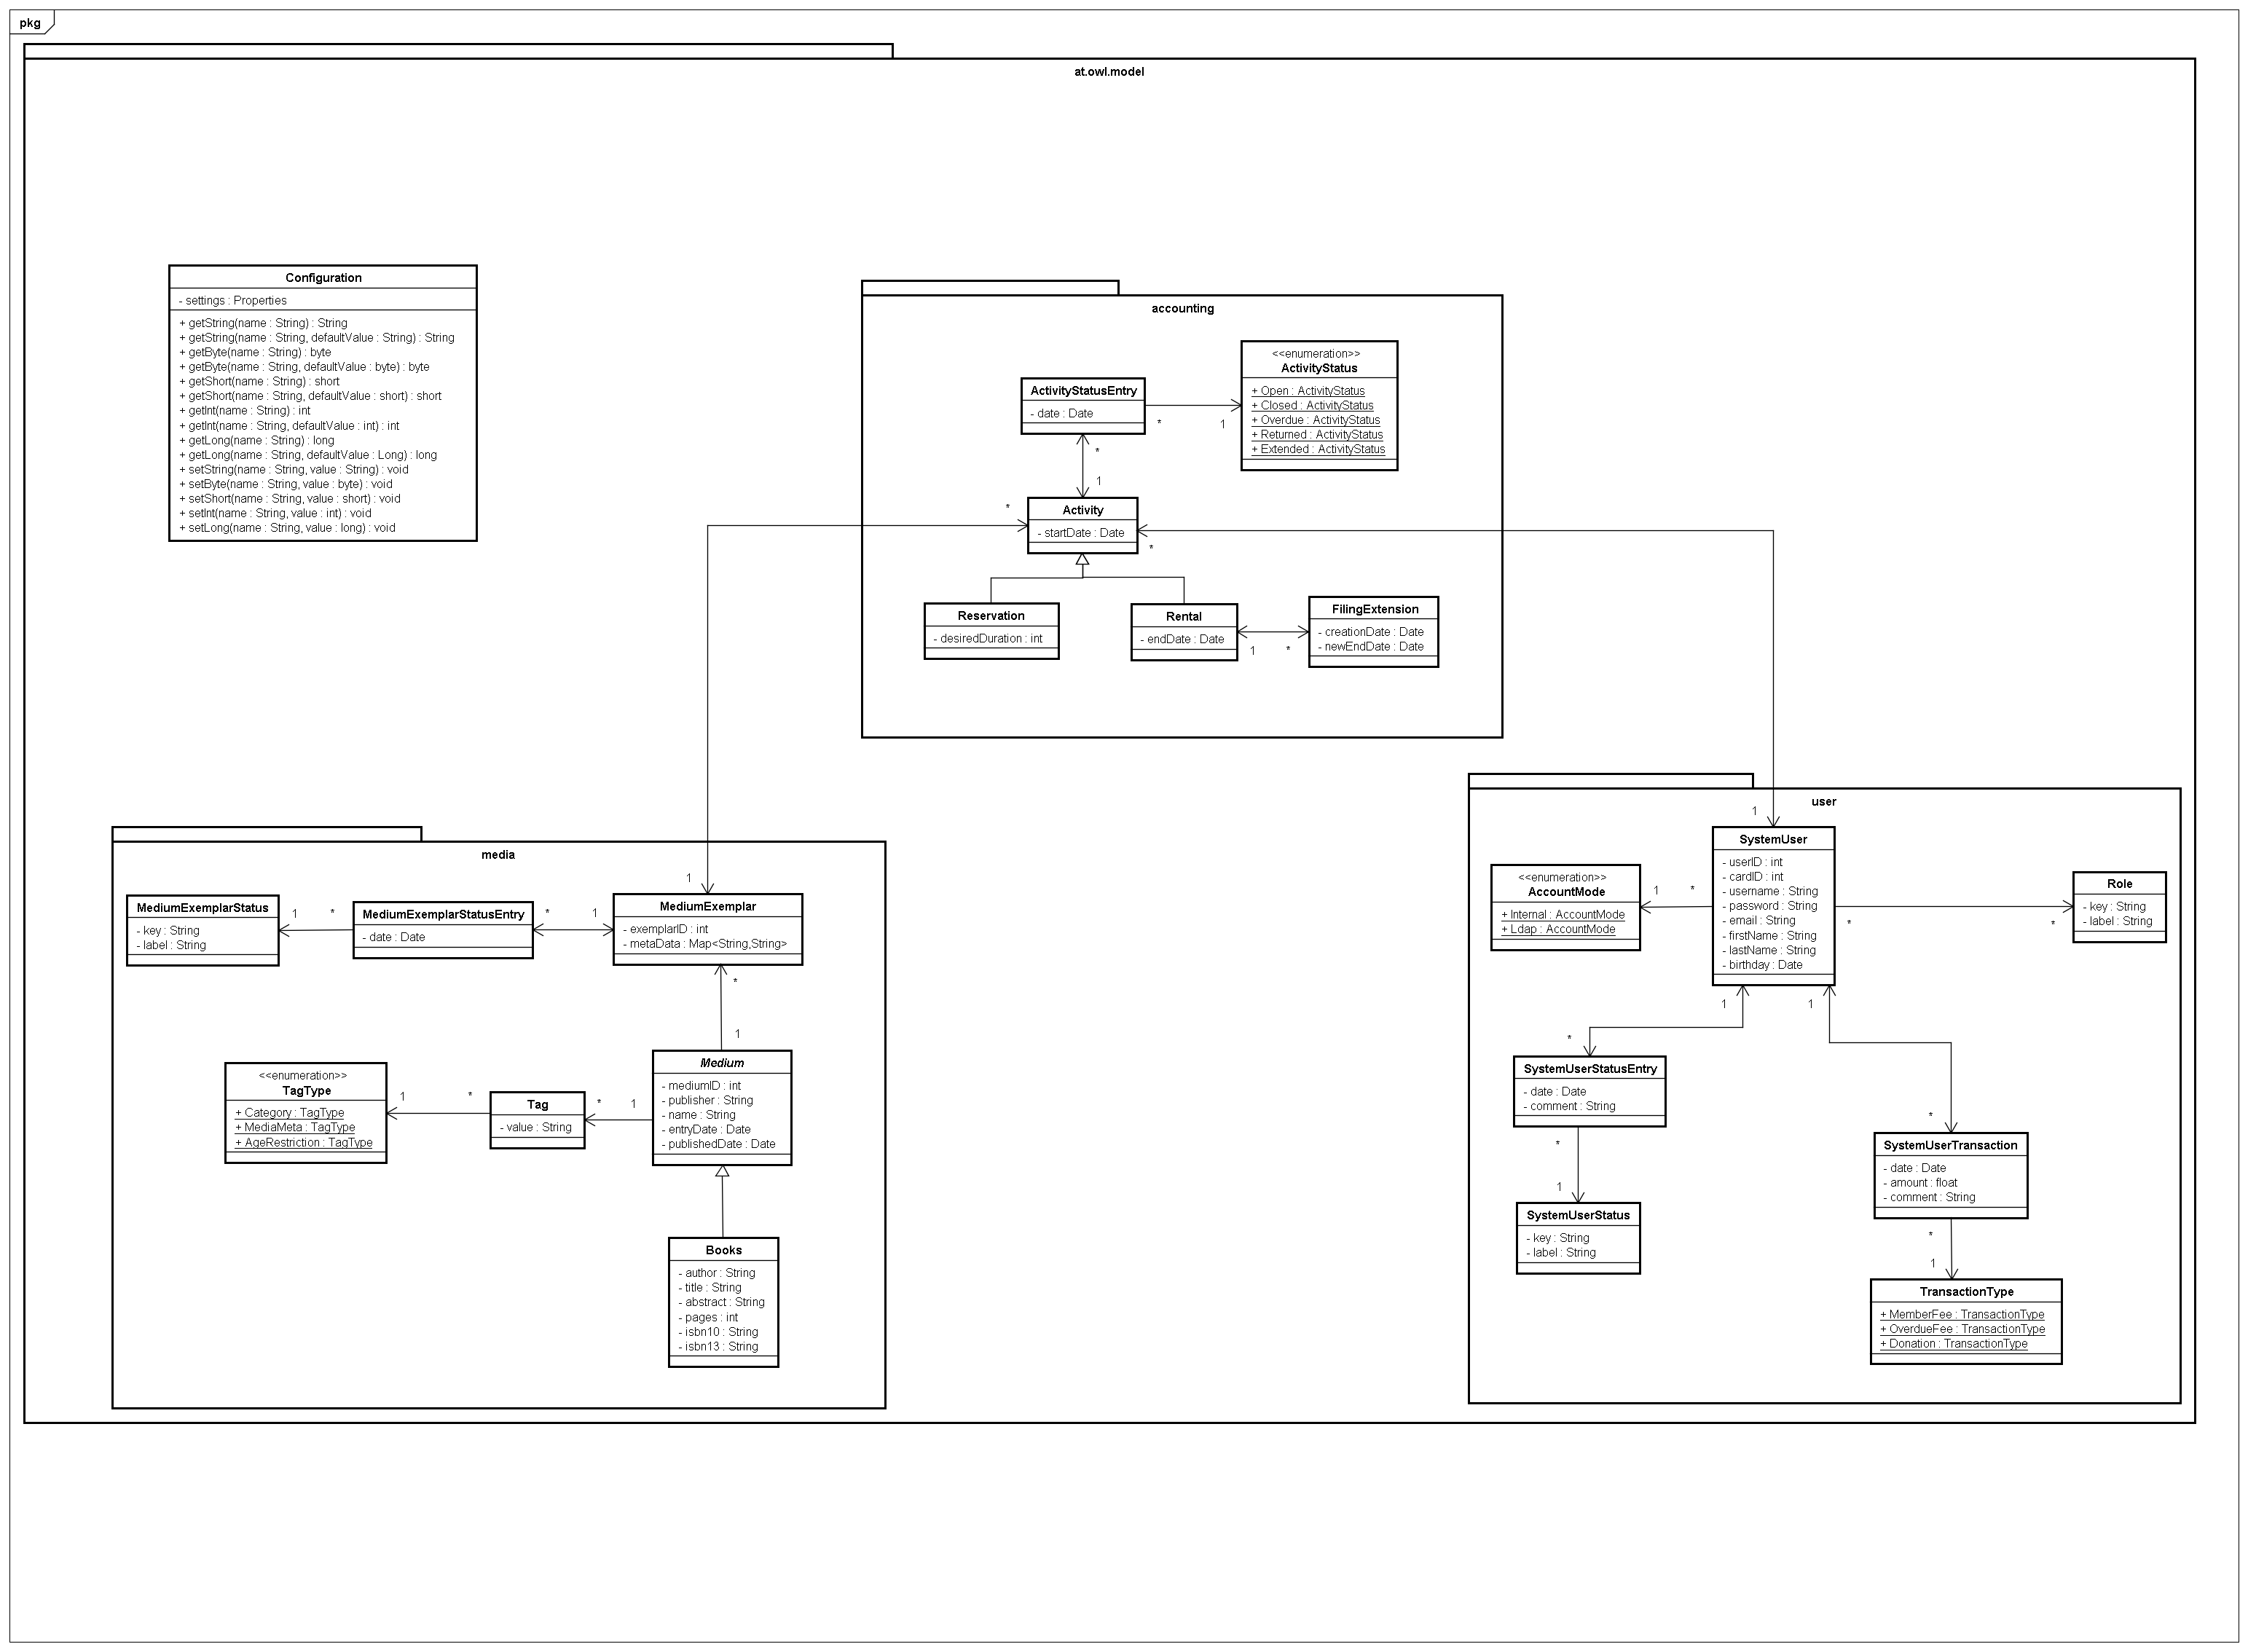 pkg
at.owl.model
Configuration
- settings : Properties
+ getString(name : String) : String
+ getString(name : String, defaultValue : String) : String
+ getByte(name : String) : byte
+ getByte(name : String, defaultValue : byte) : byte
+ getShort(name : String) : short
+ getShort(name : String, defaultValue : short) : short
+ getInt(name : String) : int
+ getInt(name : String, defaultValue : int) : int
+ getLong(name : String) : long
+ getLong(name : String, defaultValue : Long) : long
+ setString(name : String, value : String) : void
+ setByte(name : String, value : byte) : void
+ setShort(name : String, value : short) : void
+ setInt(name : String, value : int) : void
+ setLong(name : String, value : long) : void
accounting
ActivityStatusEntry
- date : Date
* 1
<<enumeration>>
ActivityStatus
+ Open : ActivityStatus
+ Closed : ActivityStatus
+ Overdue : ActivityStatus
+ Returned : ActivityStatus
+ Extended : ActivityStatus
*
1
*
Activity
- startDate : Date
*
Reservation
- desiredDuration : int
Rental
- endDate : Date
1 *
FilingExtension
- creationDate : Date
- newEndDate : Date
media
1
MediumExemplarStatus
- key : String
- label : String
1 *
MediumExemplarStatusEntry
- date : Date
* 1
MediumExemplar
- exemplarID : int
- metaData : Map<String,String>
*
1
<<enumeration>>
TagType
+ Category : TagType
+ MediaMeta : TagType
+ AgeRestriction : TagType
1 *
Tag
- value : String
* 1
Medium
- mediumID : int
- publisher : String
- name : String
- entryDate : Date
- publishedDate : Date
Books
- author : String
- title : String
- abstract : String
- pages : int
- isbn10 : String
- isbn13 : String
user
1
SystemUser
- userID : int
- cardID : int
- username : String
- password : String
- email : String
- firstName : String
- lastName : String
- birthday : Date
<<enumeration>>
AccountMode
+ Internal : AccountMode
+ Ldap : AccountMode
1 *
* *
Role
- key : String
- label : String
1 1
*
SystemUserStatusEntry
- date : Date
- comment : String
*
1
SystemUserStatus
- key : String
- label : String
*
SystemUserTransaction
- date : Date
- amount : float
- comment : String
*
1
TransactionType
+ MemberFee : TransactionType
+ OverdueFee : TransactionType
+ Donation : TransactionType